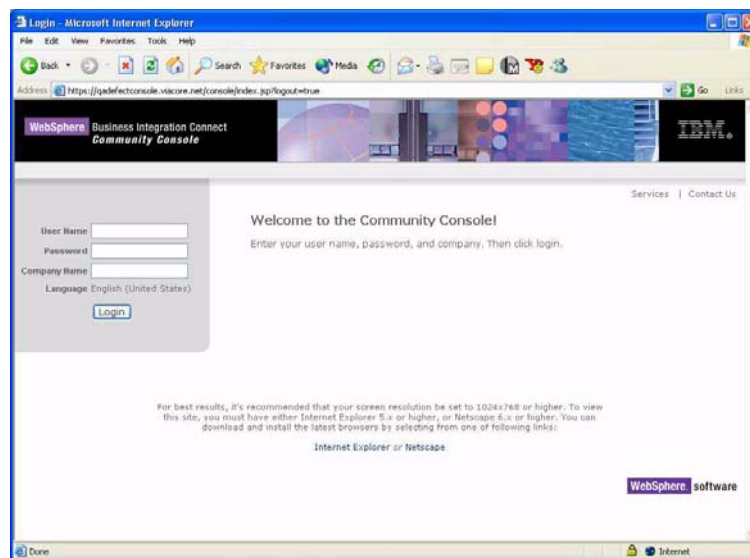 Login - Microsoft Internet Explorer
File Edit View Favorites Tools Help
Back Search Favorites Media
Address https://qadefectconsole.viacore.net/console/index.jsp?logout=true Go Links
WebSphere Business Integration Connect
Community Console
IBM
Services | Contact Us
Welcome to the Community Console!
Enter your user name, password, and company. Then click login.
User Name
Password
Company Name
Language English (United States)
Login
For best results, it's recommended that your screen resolution be set to 1024x768 or higher. To view
this site, you must have either Internet Explorer 5.x or higher, or Netscape 6.x or higher. You can
download and install the latest browsers by selecting from one of following links:
Internet Explorer or Netscape
WebSphere software
Done Internet